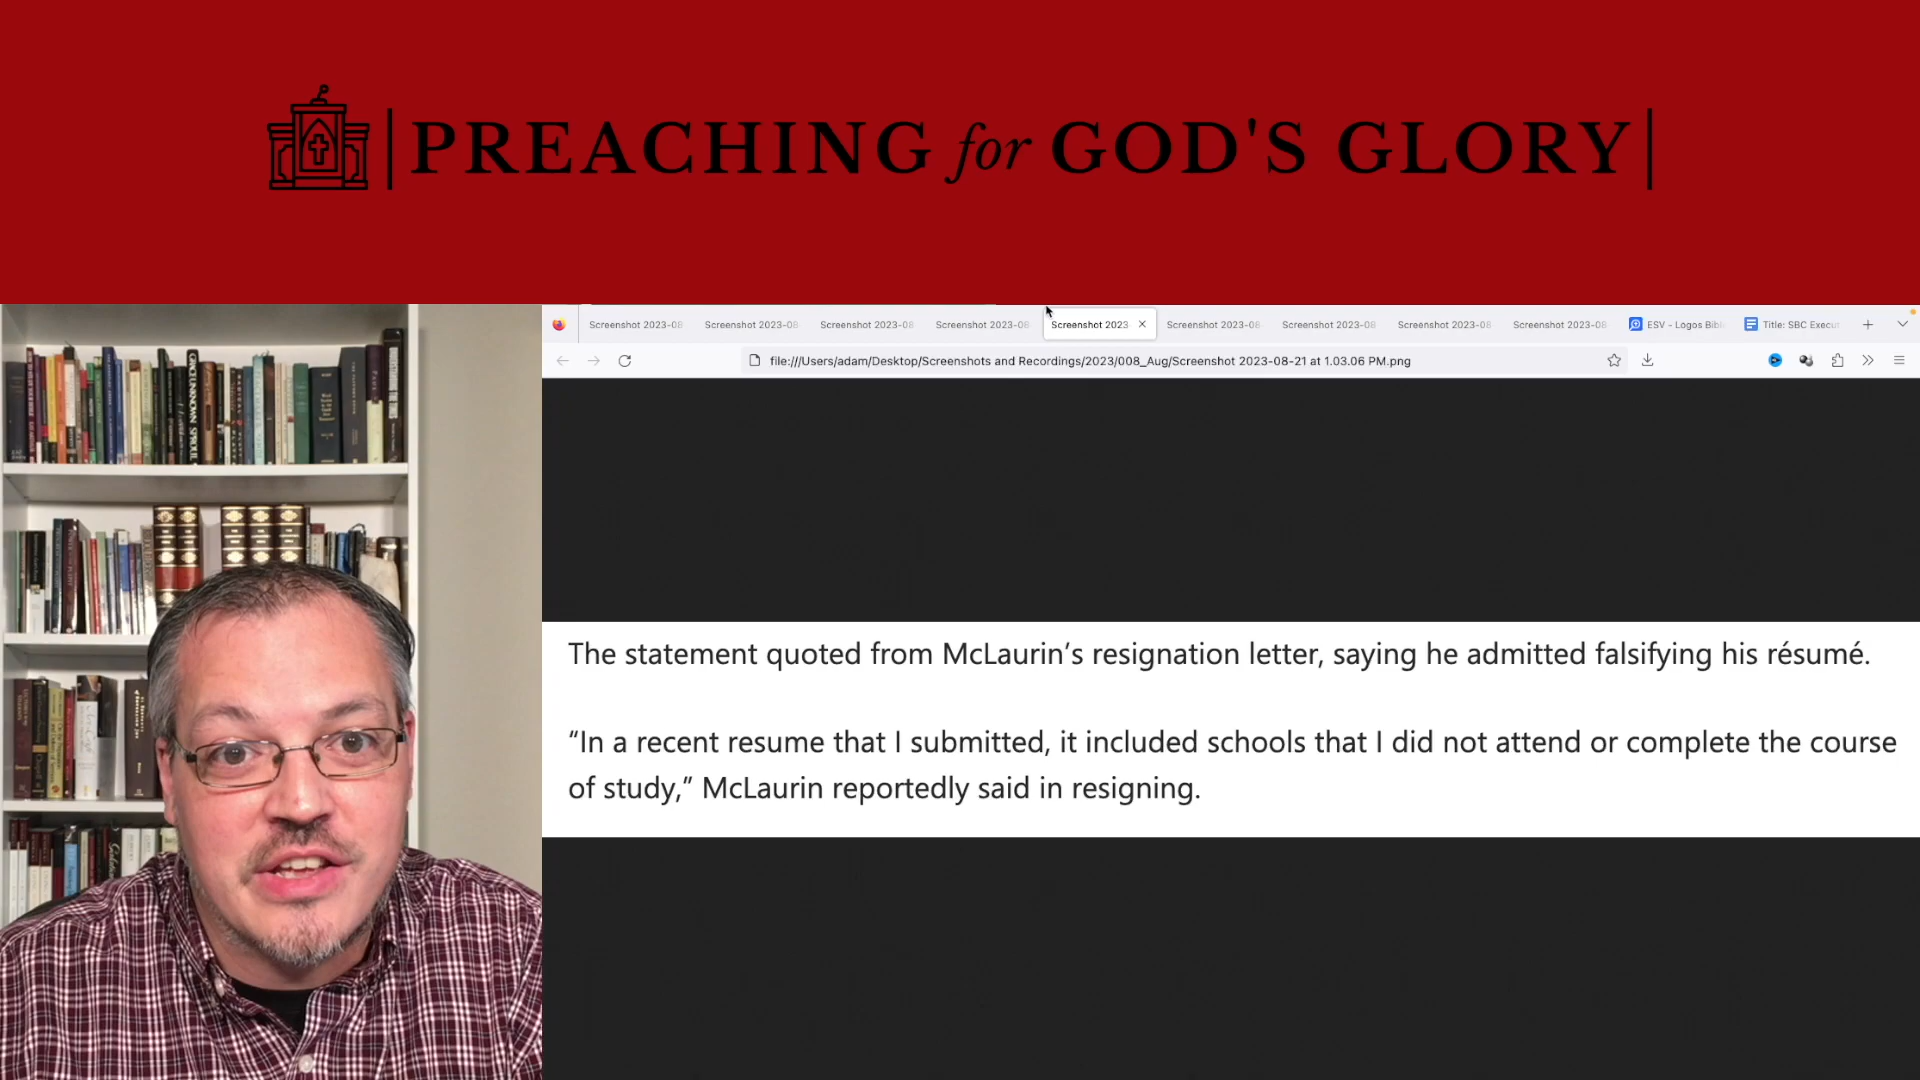 PREACHING for GOD'S GLORY
Screenshot 2023-08
Screenshot 2023-08
Screenshot 2023-08
Screenshot 2023-08
Screenshot 2023
Screenshot 2023-08
Screenshot 2023-08
Screenshot 2023-08
Screenshot 2023-08
ESV - Logos Bibl
Title: SBC Execut
file:///Users/adam/Desktop/Screenshots and Recordings/2023/008_Aug/Screenshot 2023-08-21 at 1.03.06 PM.png
The statement quoted from McLaurin’s resignation letter, saying he admitted falsifying his résumé.
“In a recent resume that I submitted, it included schools that I did not attend or complete the course
of study,” McLaurin reportedly said in resigning.